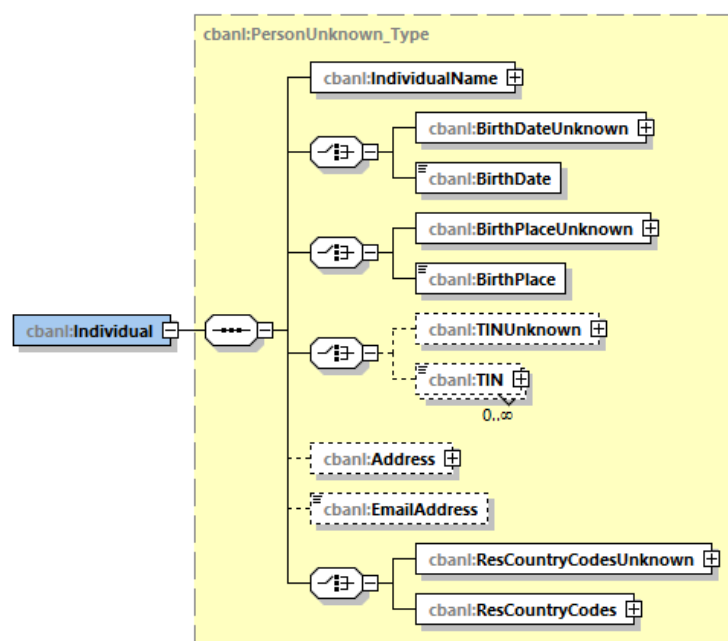 cbanl:PersonUnknown_Type
cbanl:IndividualName
cbanl:BirthDateUnknown
cbanl:BirthDate
cbanl:BirthPlaceUnknown
cbanl:BirthPlace
cbanl:Individual
cbanl:TINUnknown
cbanl:TIN
0..∞
cbanl:Address
cbanl:EmailAddress
cbanl:ResCountryCodesUnknown
cbanl:ResCountryCodes